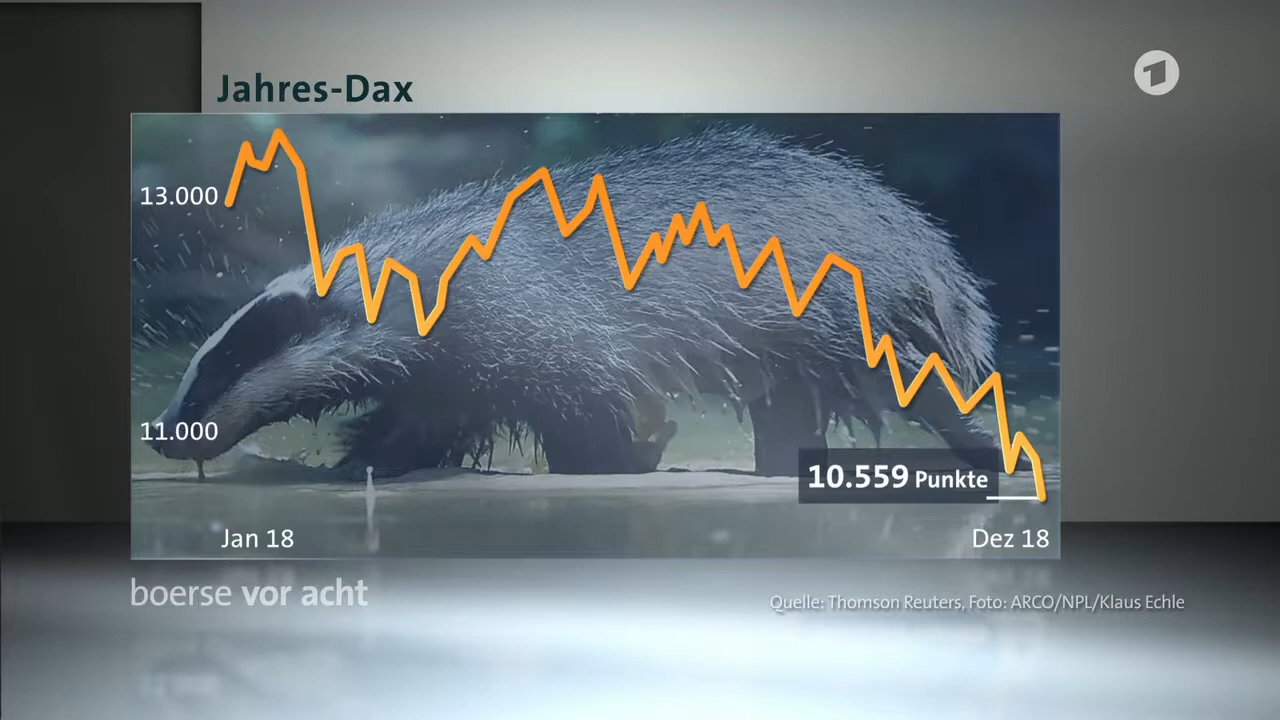 Jahres-Dax
1
13.000
11.000
10.559 Punkte
Jan 18
Dez 18
boerse vor acht
Quelle: Thomson Reuters, Foto: ARCO/NPL/Klaus Echle